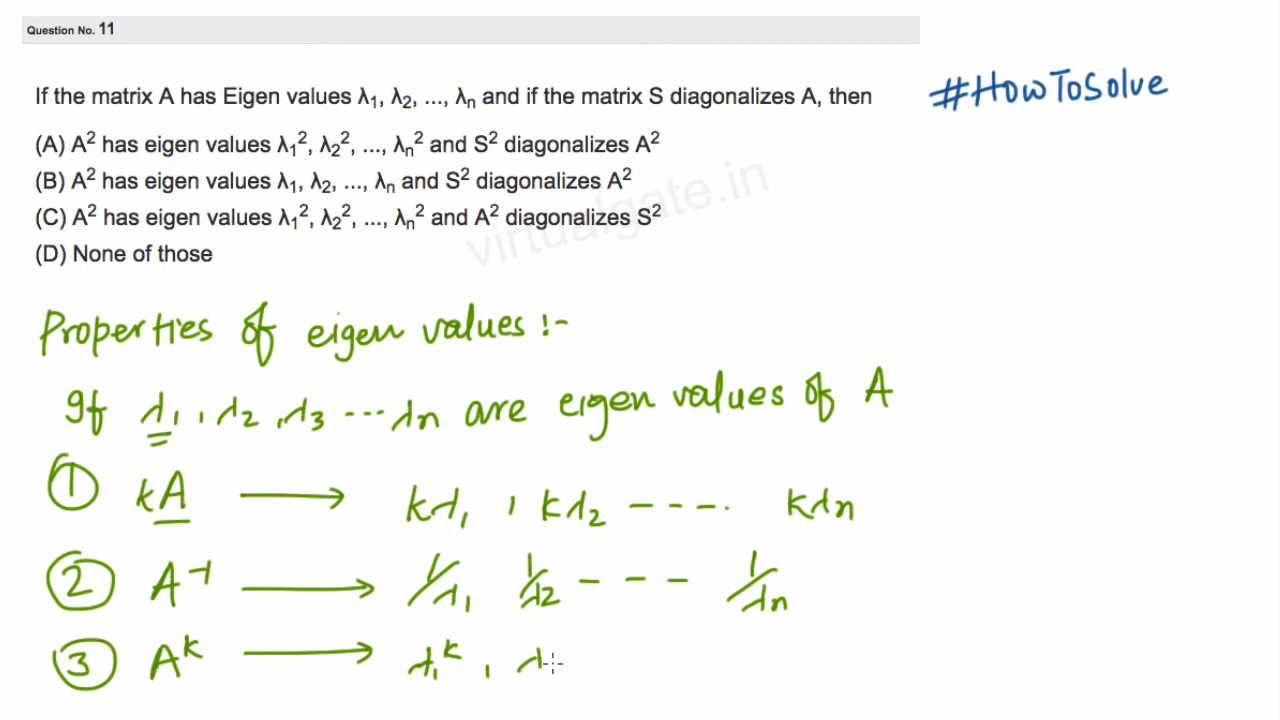 Question No. 11
#HowToSolve
If the matrix A has Eigen values λ₁, λ₂, ..., λₙ and if the matrix S diagonalizes A, then
(A) A² has eigen values λ₁², λ₂², ..., λₙ² and S² diagonalizes A²
(B) A² has eigen values λ₁, λ₂, ..., λₙ and S² diagonalizes A²
(C) A² has eigen values λ₁², λ₂², ..., λₙ² and A² diagonalizes S²
(D) None of those
virtualgate.in
Properties of eigen values :-
If λ₁, λ₂, λ₃ ... λn are eigen values of A
① kA → kλ₁, kλ₂ ---- kλn
② A⁻¹ → 1/λ₁ 1/λ₂ --- 1/λn
③ Aᵏ → λ₁ᵏ, λ